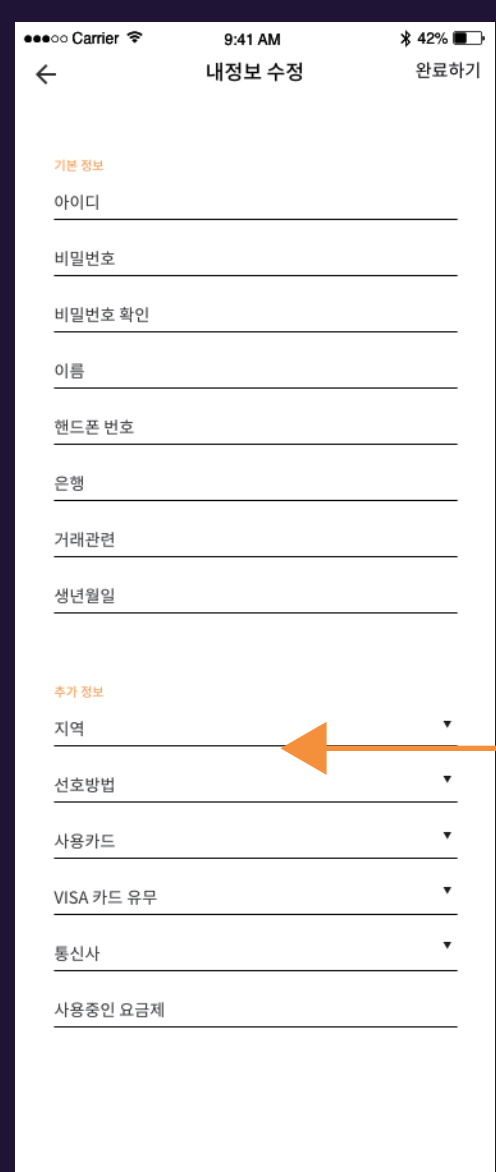 Carrier 9:41 AM 42%
내정보 수정 완료하기
기본 정보
아이디
비밀번호
비밀번호 확인
이름
핸드폰 번호
은행
거래관련
생년월일
추가 정보
지역
선호방법
사용카드
VISA 카드 유무
통신사
사용중인 요금제